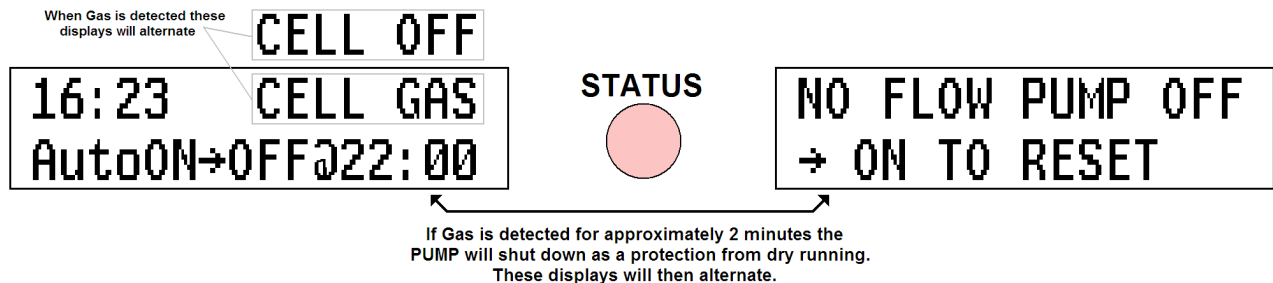 When Gas is detected these
displays will alternate
CELL OFF
16:23 CELL GAS
AutoON→OFF@22:00
STATUS
NO FLOW PUMP OFF
→ ON TO RESET
If Gas is detected for approximately 2 minutes the
PUMP will shut down as a protection from dry running.
These displays will then alternate.